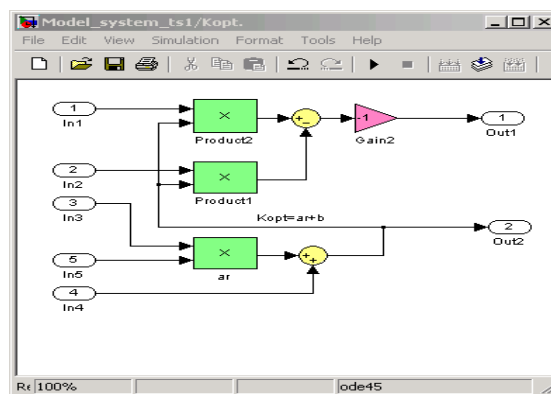 Model_system_ts1/Kopt.
File Edit View Simulation Format Tools Help
1
In1
×
Product2
+-
-1
Gain2
1
Out1
2
In2
×
Product1
3
In3
Kopt=ar+b
2
Out2
×
ar
++
5
In5
4
In4
100%
ode45